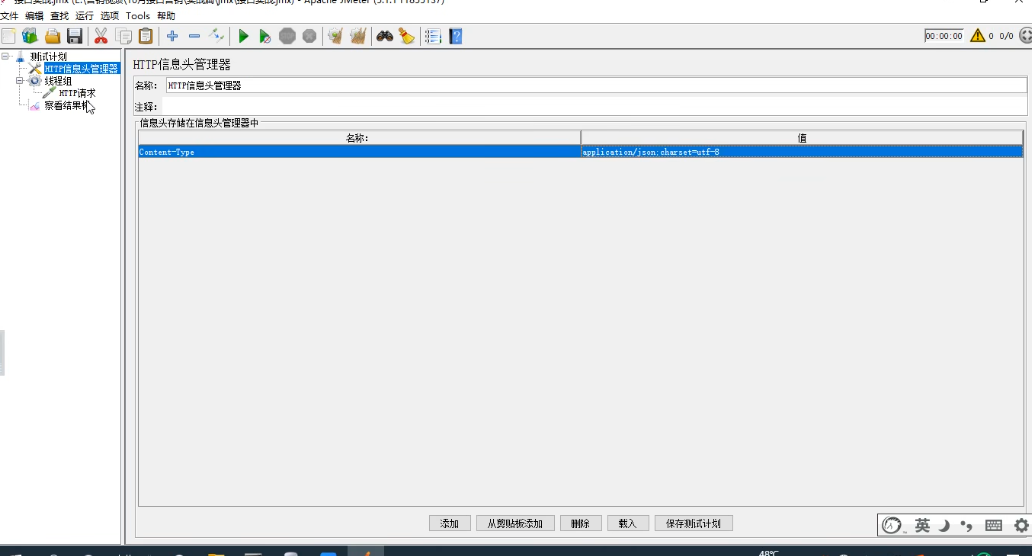 文件 编辑 查找 运行 选项 Tools 帮助
00:00:00 0 0/0
测试计划
HTTP信息头管理器
线程组
HTTP请求
察看结果树
HTTP信息头管理器
名称: HTTP信息头管理器
注释:
信息头存储在信息头管理器中
名称: 值
Content-Type application/json;charset=utf-8
添加 从剪贴板添加 删除 载入 保存测试计划
英
48℃